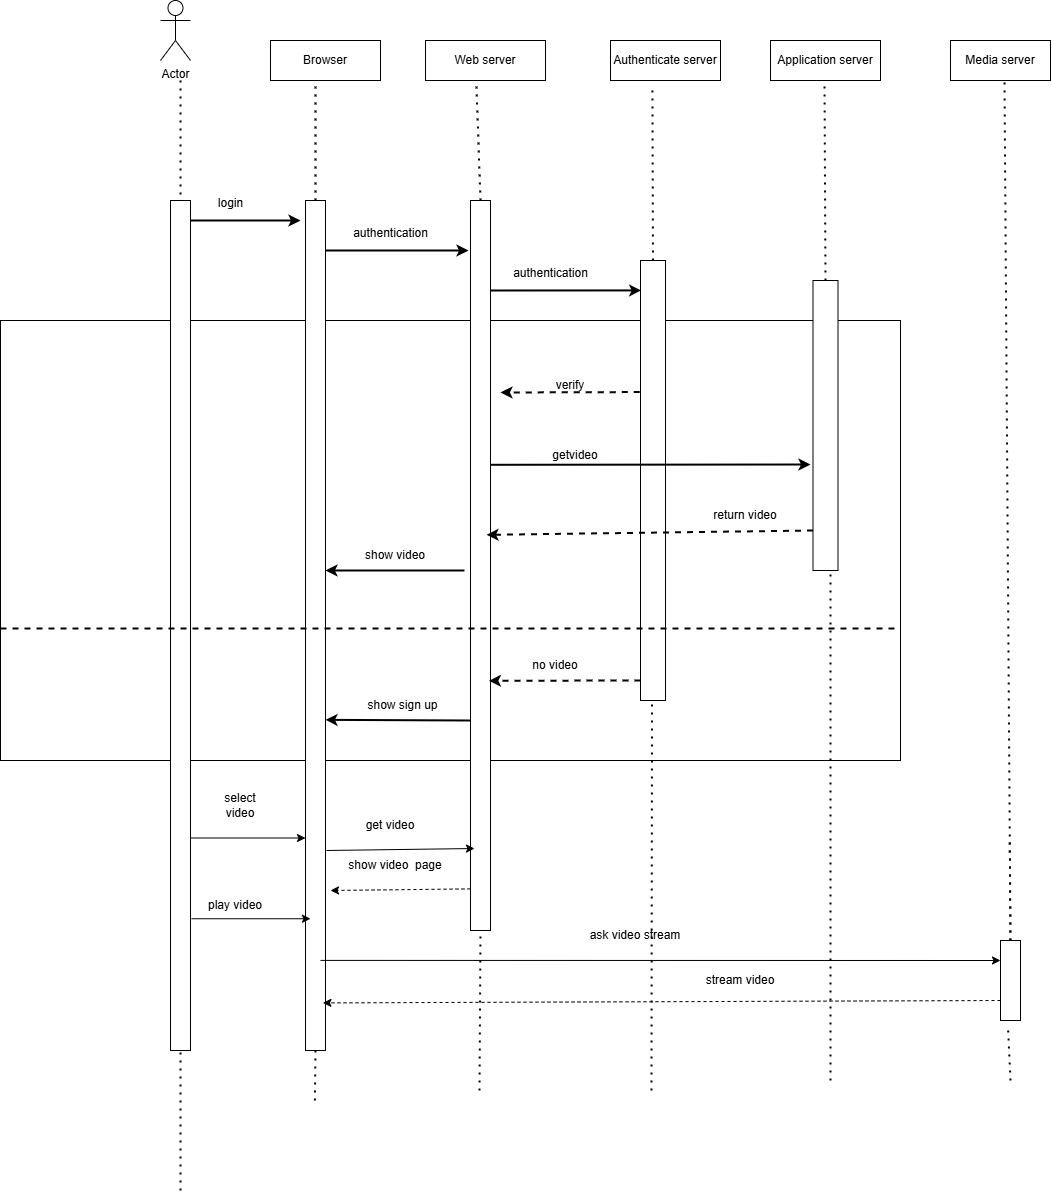 Actor
Browser
Web server
Authenticate server
Application server
Media server
login
authentication
authentication
verify
getvideo
return video
show video
no video
show sign up
select
video
get video
show video  page
play video
ask video stream
stream video